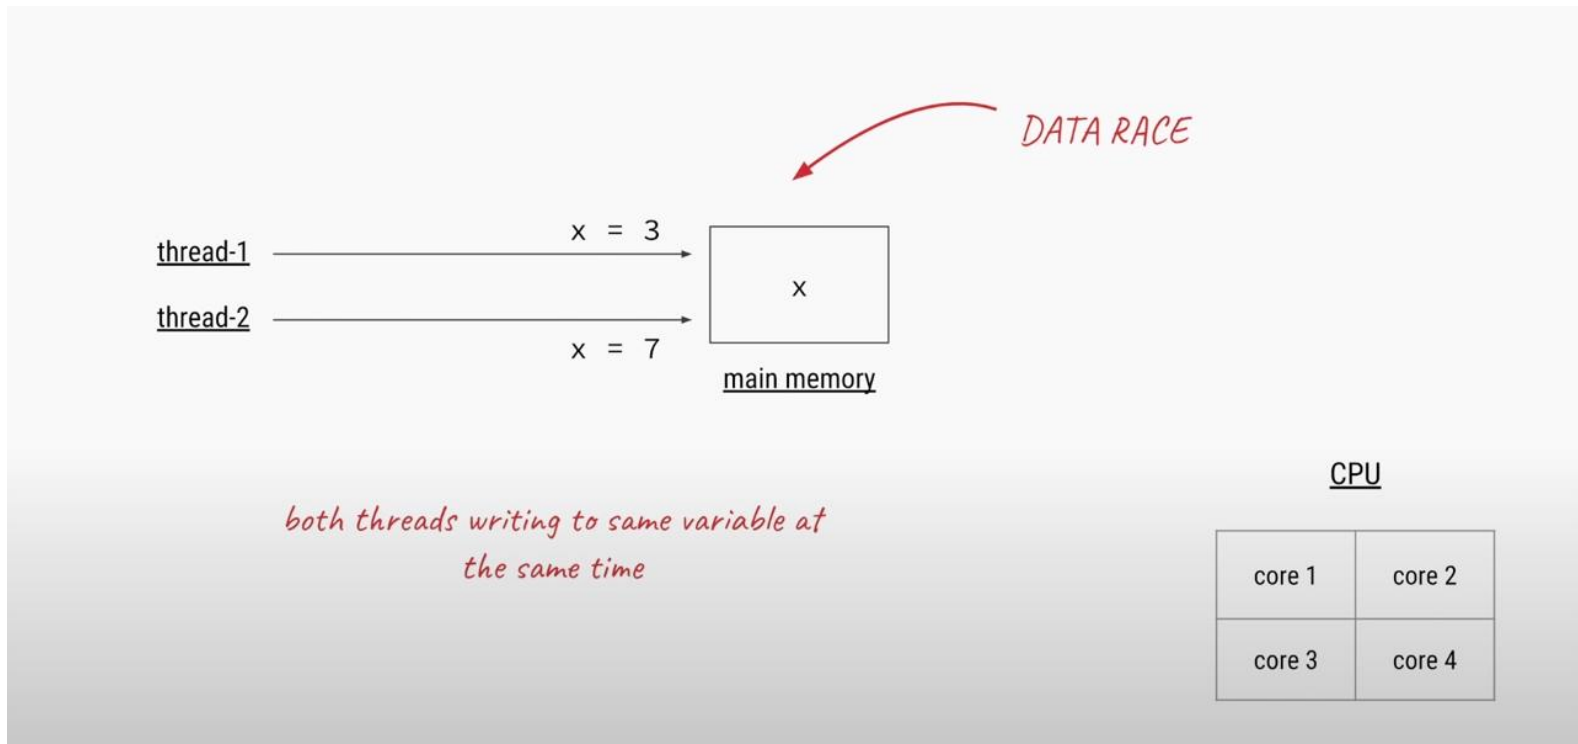 DATA RACE
x = 3
thread-1
x
thread-2
x = 7
main memory
CPU
both threads writing to same variable at
the same time
core 1 core 2
core 3 core 4